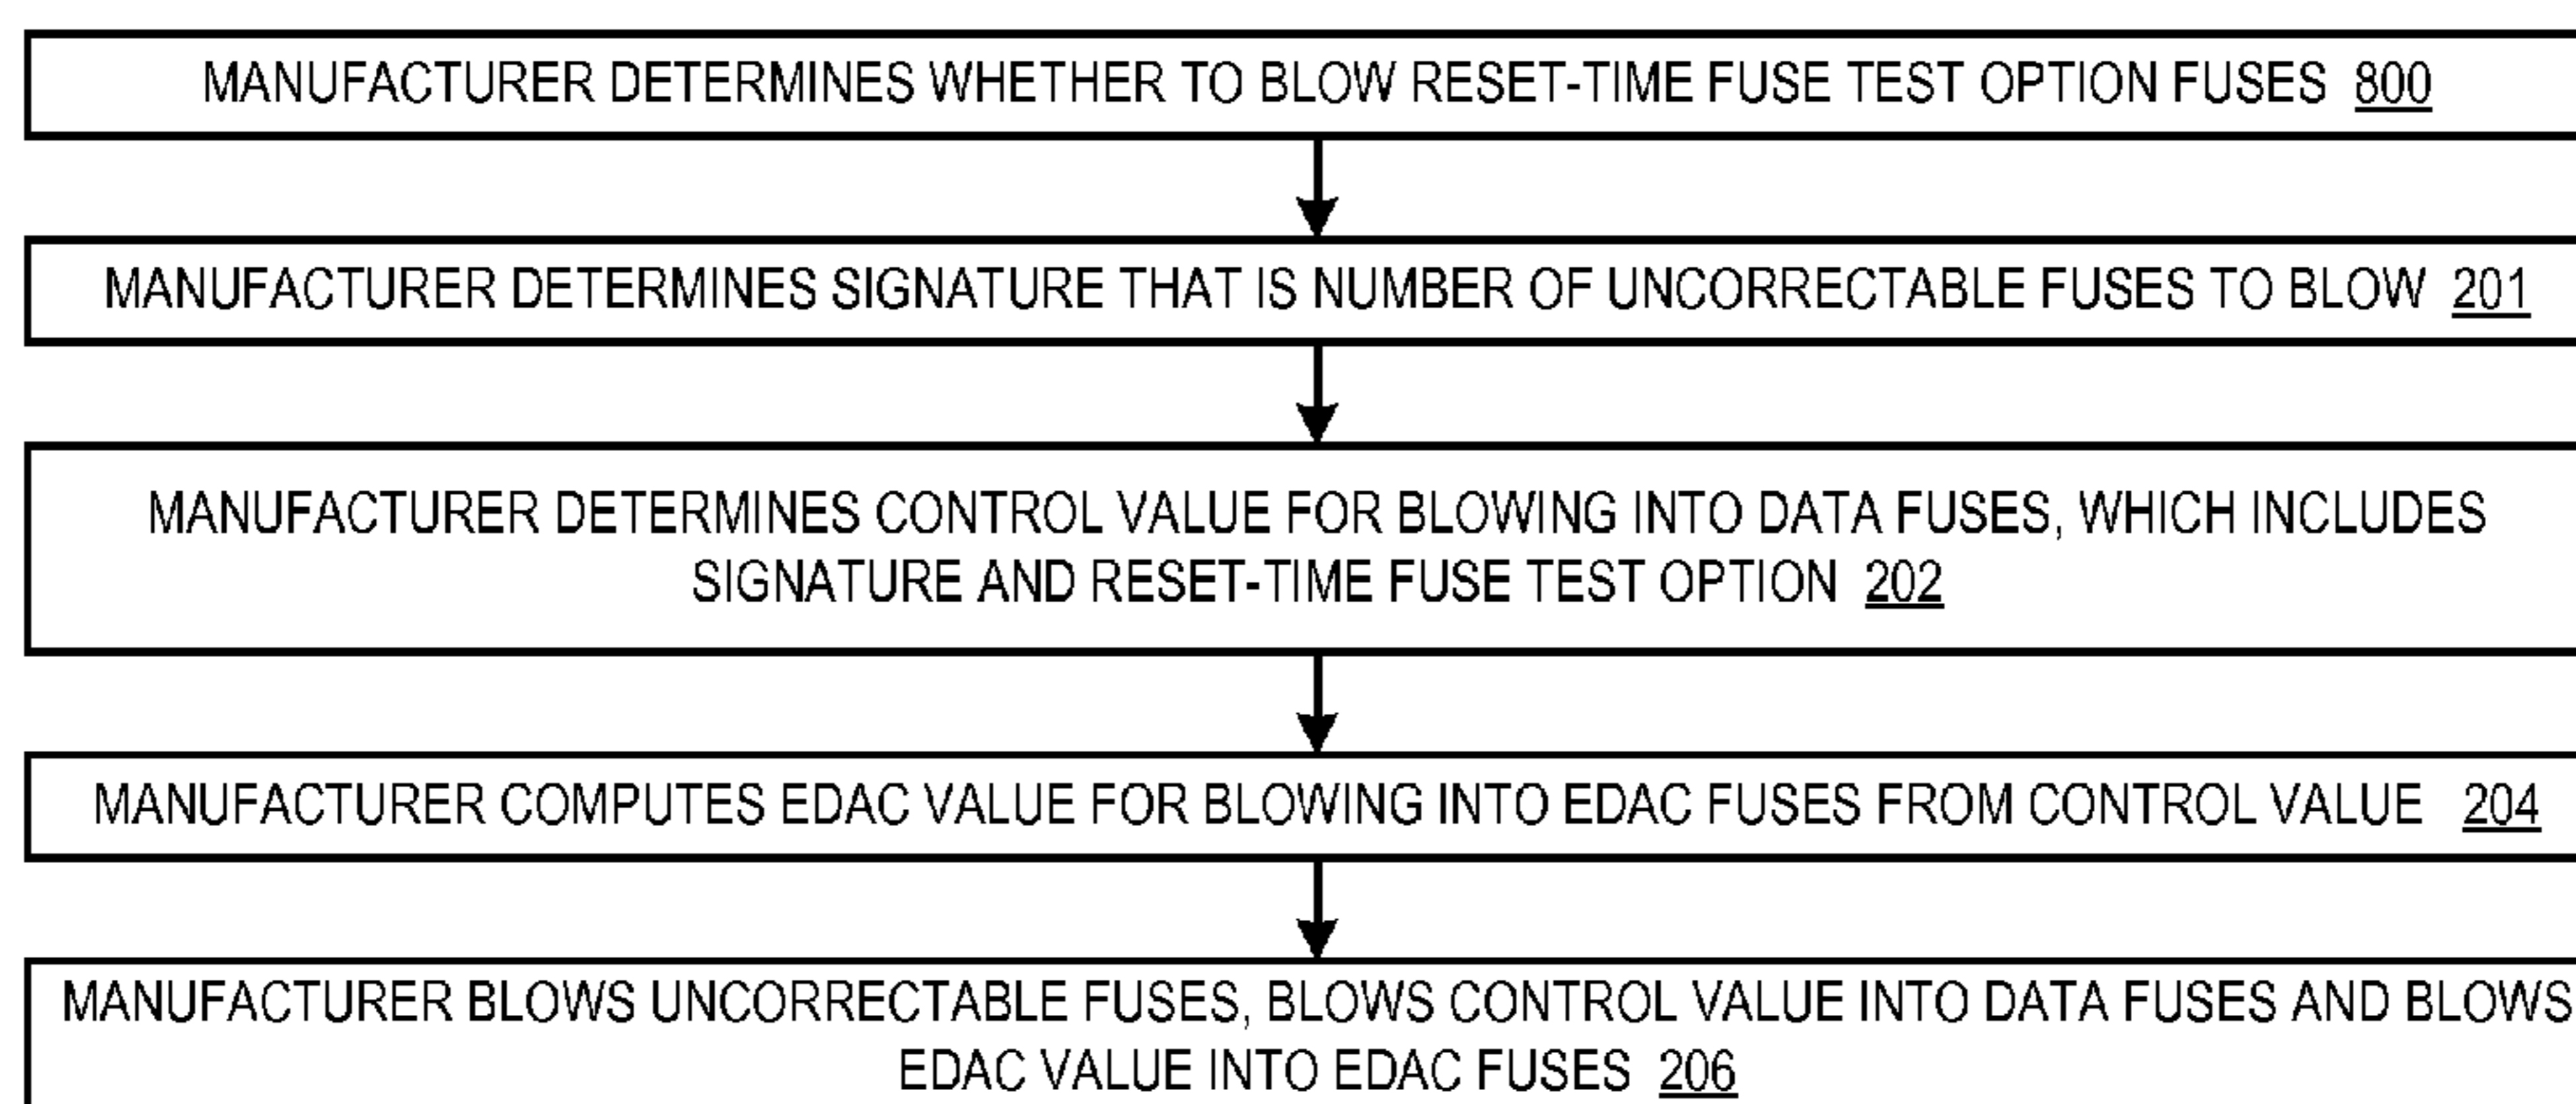 MANUFACTURER DETERMINES WHETHER TO BLOW RESET-TIME FUSE TEST OPTION FUSES 800
MANUFACTURER DETERMINES SIGNATURE THAT IS NUMBER OF UNCORRECTABLE FUSES TO BLOW 201
MANUFACTURER DETERMINES CONTROL VALUE FOR BLOWING INTO DATA FUSES, WHICH INCLUDES
SIGNATURE AND RESET-TIME FUSE TEST OPTION 202
MANUFACTURER COMPUTES EDAC VALUE FOR BLOWING INTO EDAC FUSES FROM CONTROL VALUE 204
MANUFACTURER BLOWS UNCORRECTABLE FUSES, BLOWS CONTROL VALUE INTO DATA FUSES AND BLOWS
EDAC VALUE INTO EDAC FUSES 206